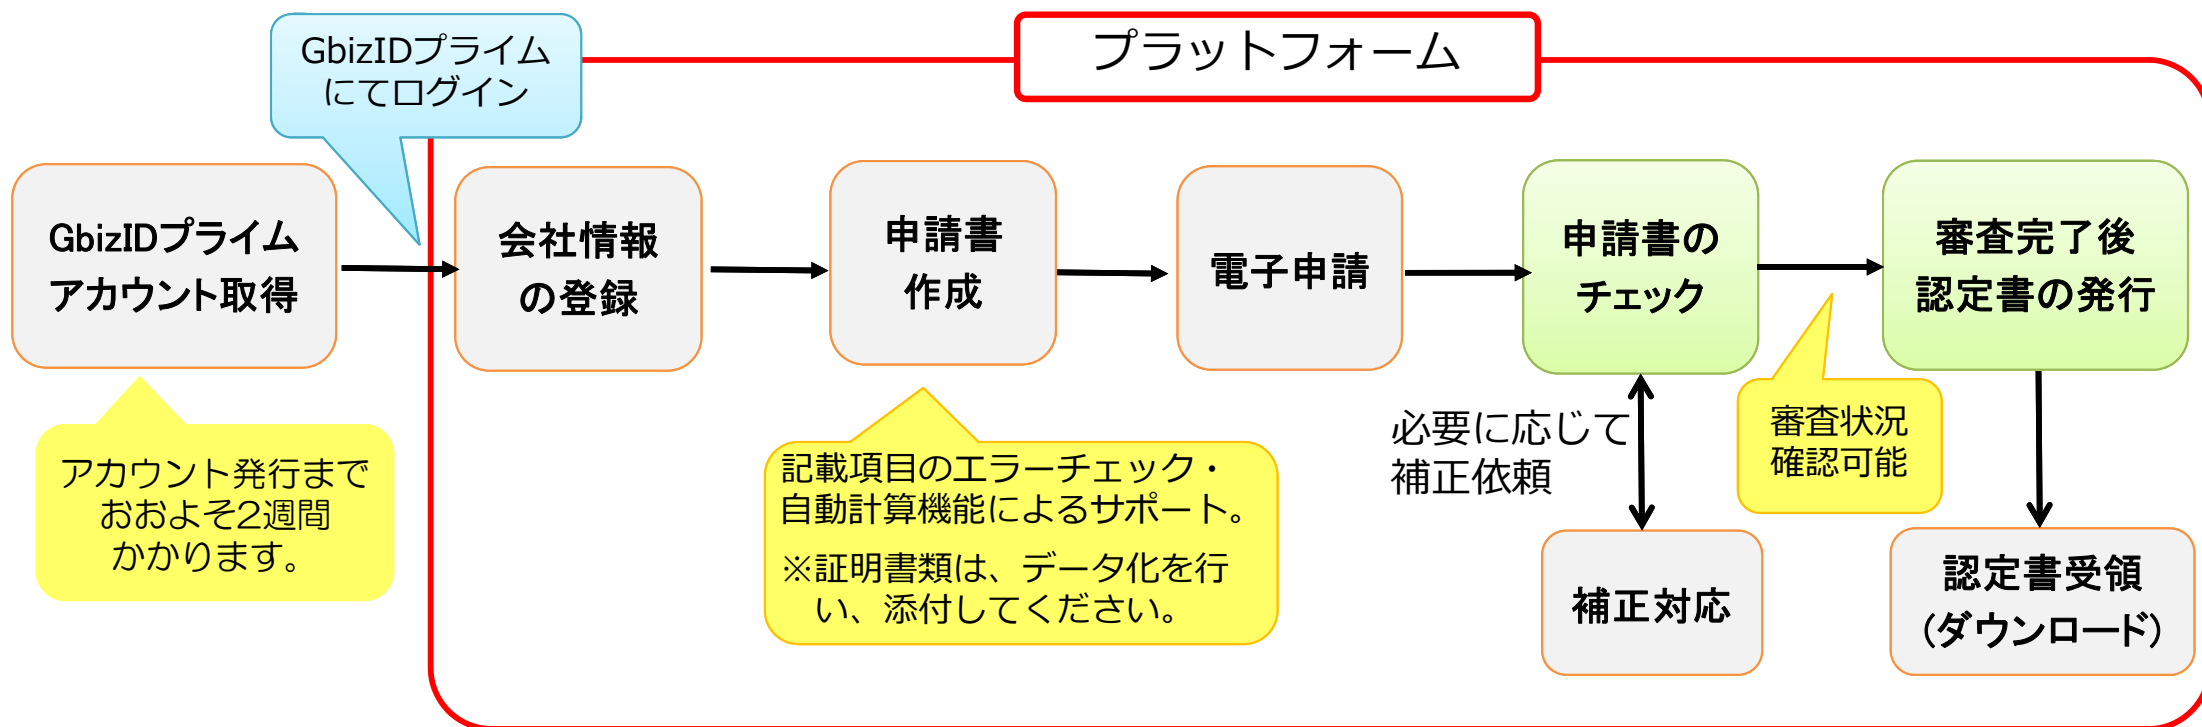 プラットフォーム
GbizIDプライム
にてログイン
GbizIDプライム
アカウント取得
会社情報
の登録
申請書
作成
電子申請
申請書の
チェック
審査完了後
認定書の発行
アカウント発行まで
おおよそ2週間
かかります。
記載項目のエラーチェック・
自動計算機能によるサポート。
※証明書類は、データ化を行
い、添付してください。
必要に応じて
補正依頼
審査状況
確認可能
補正対応
認定書受領
(ダウンロード)